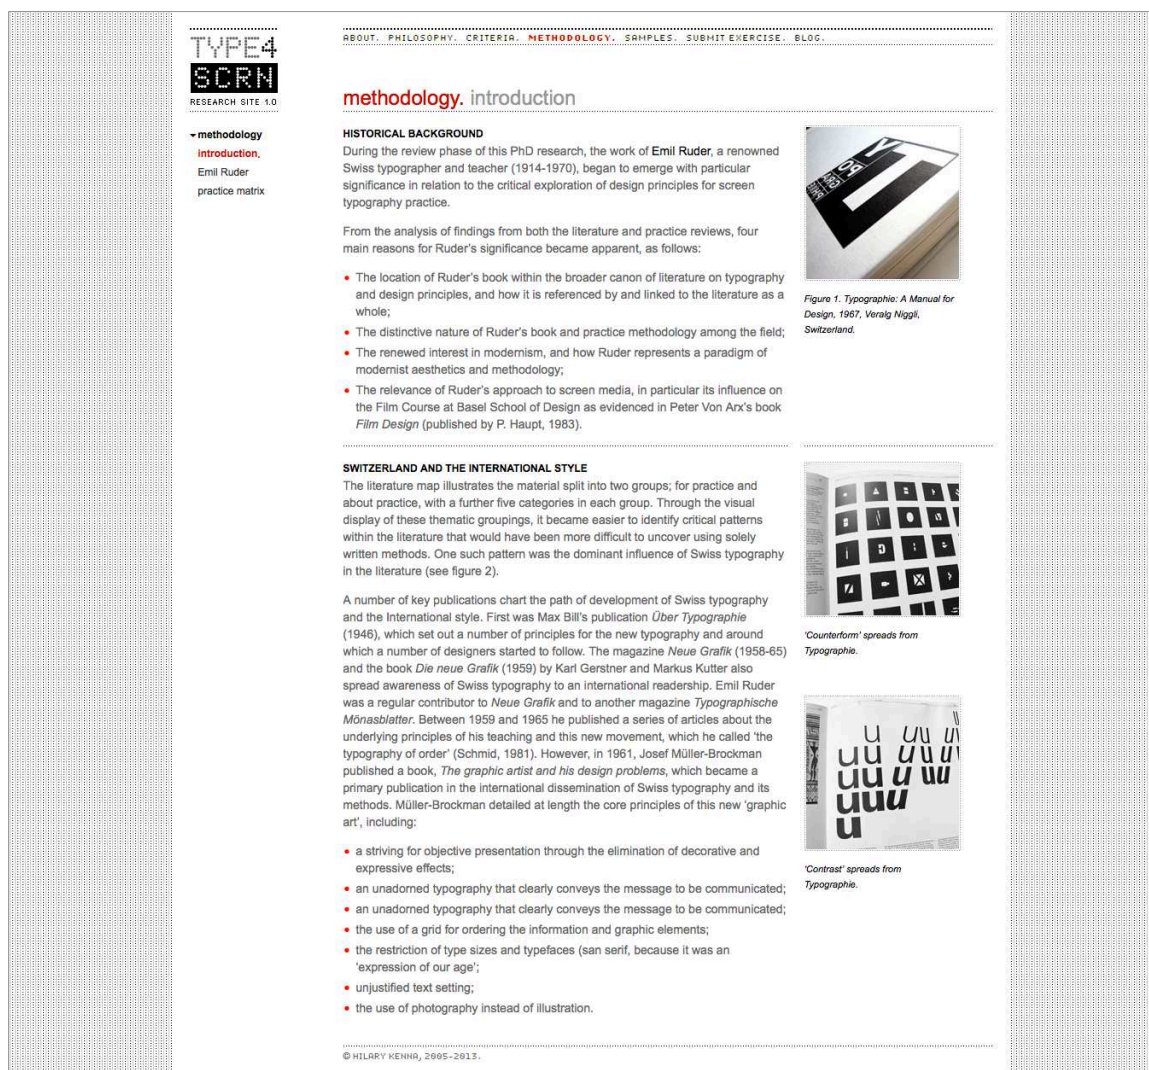 TYPE4
SCRN
RESEARCH SITE 1.0
ABOUT. PHILOSOPHY. CRITERIA. METHODOLOGY. SAMPLES. SUBMIT EXERCISE. BLOG.
methodology
introduction.
Emil Ruder
practice matrix
methodology. introduction
HISTORICAL BACKGROUND
During the review phase of this PhD research, the work of Emil Ruder, a renowned
Swiss typographer and teacher (1914-1970), began to emerge with particular
significance in relation to the critical exploration of design principles for screen
typography practice.
From the analysis of findings from both the literature and practice reviews, four
main reasons for Ruder's significance became apparent, as follows:
• The location of Ruder's book within the broader canon of literature on typography
and design principles, and how it is referenced by and linked to the literature as a
whole;
• The distinctive nature of Ruder's book and practice methodology among the field;
• The renewed interest in modernism, and how Ruder represents a paradigm of
modernist aesthetics and methodology;
• The relevance of Ruder's approach to screen media, in particular its influence on
the Film Course at Basel School of Design as evidenced in Peter Von Arx's book
Film Design (published by P. Haupt, 1983).
Figure 1. Typographie: A Manual for
Design, 1967, Veralg Niggli,
Switzerland.
SWITZERLAND AND THE INTERNATIONAL STYLE
The literature map illustrates the material split into two groups; for practice and
about practice, with a further five categories in each group. Through the visual
display of these thematic groupings, it became easier to identify critical patterns
within the literature that would have been more difficult to uncover using solely
written methods. One such pattern was the dominant influence of Swiss typography
in the literature (see figure 2).
A number of key publications chart the path of development of Swiss typography
and the International style. First was Max Bill's publication Über Typographie
(1946), which set out a number of principles for the new typography and around
which a number of designers started to follow. The magazine Neue Grafik (1958-65)
and the book Die neue Grafik (1959) by Karl Gerstner and Markus Kutter also
spread awareness of Swiss typography to an international readership. Emil Ruder
was a regular contributor to Neue Grafik and to another magazine Typographische
Mönasblatter. Between 1959 and 1965 he published a series of articles about the
underlying principles of his teaching and this new movement, which he called 'the
typography of order' (Schmid, 1981). However, in 1961, Josef Müller-Brockman
published a book, The graphic artist and his design problems, which became a
primary publication in the international dissemination of Swiss typography and its
methods. Müller-Brockman detailed at length the core principles of this new 'graphic
art', including:
• a striving for objective presentation through the elimination of decorative and
expressive effects;
• an unadorned typography that clearly conveys the message to be communicated;
• an unadorned typography that clearly conveys the message to be communicated;
• the use of a grid for ordering the information and graphic elements;
• the restriction of type sizes and typefaces (san serif, because it was an
'expression of our age';
• unjustified text setting;
• the use of photography instead of illustration.
'Counterform' spreads from
Typographie.
'Contrast' spreads from
Typographie.
© HILARY KENNA, 2005-2013.